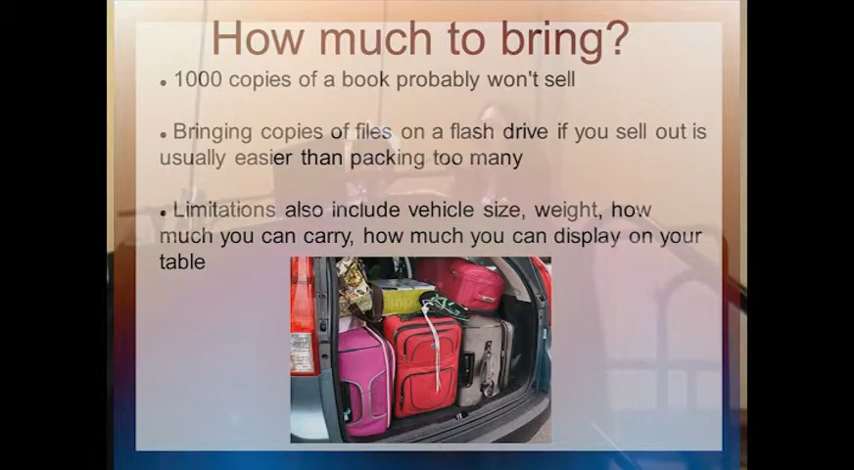 How much to bring?
• 1000 copies of a book probably won't sell
• Bringing copies of files on a flash drive if you sell out is
usually easier than packing too many
• Limitations also include vehicle size, weight, how
much you can carry, how much you can display on your
table